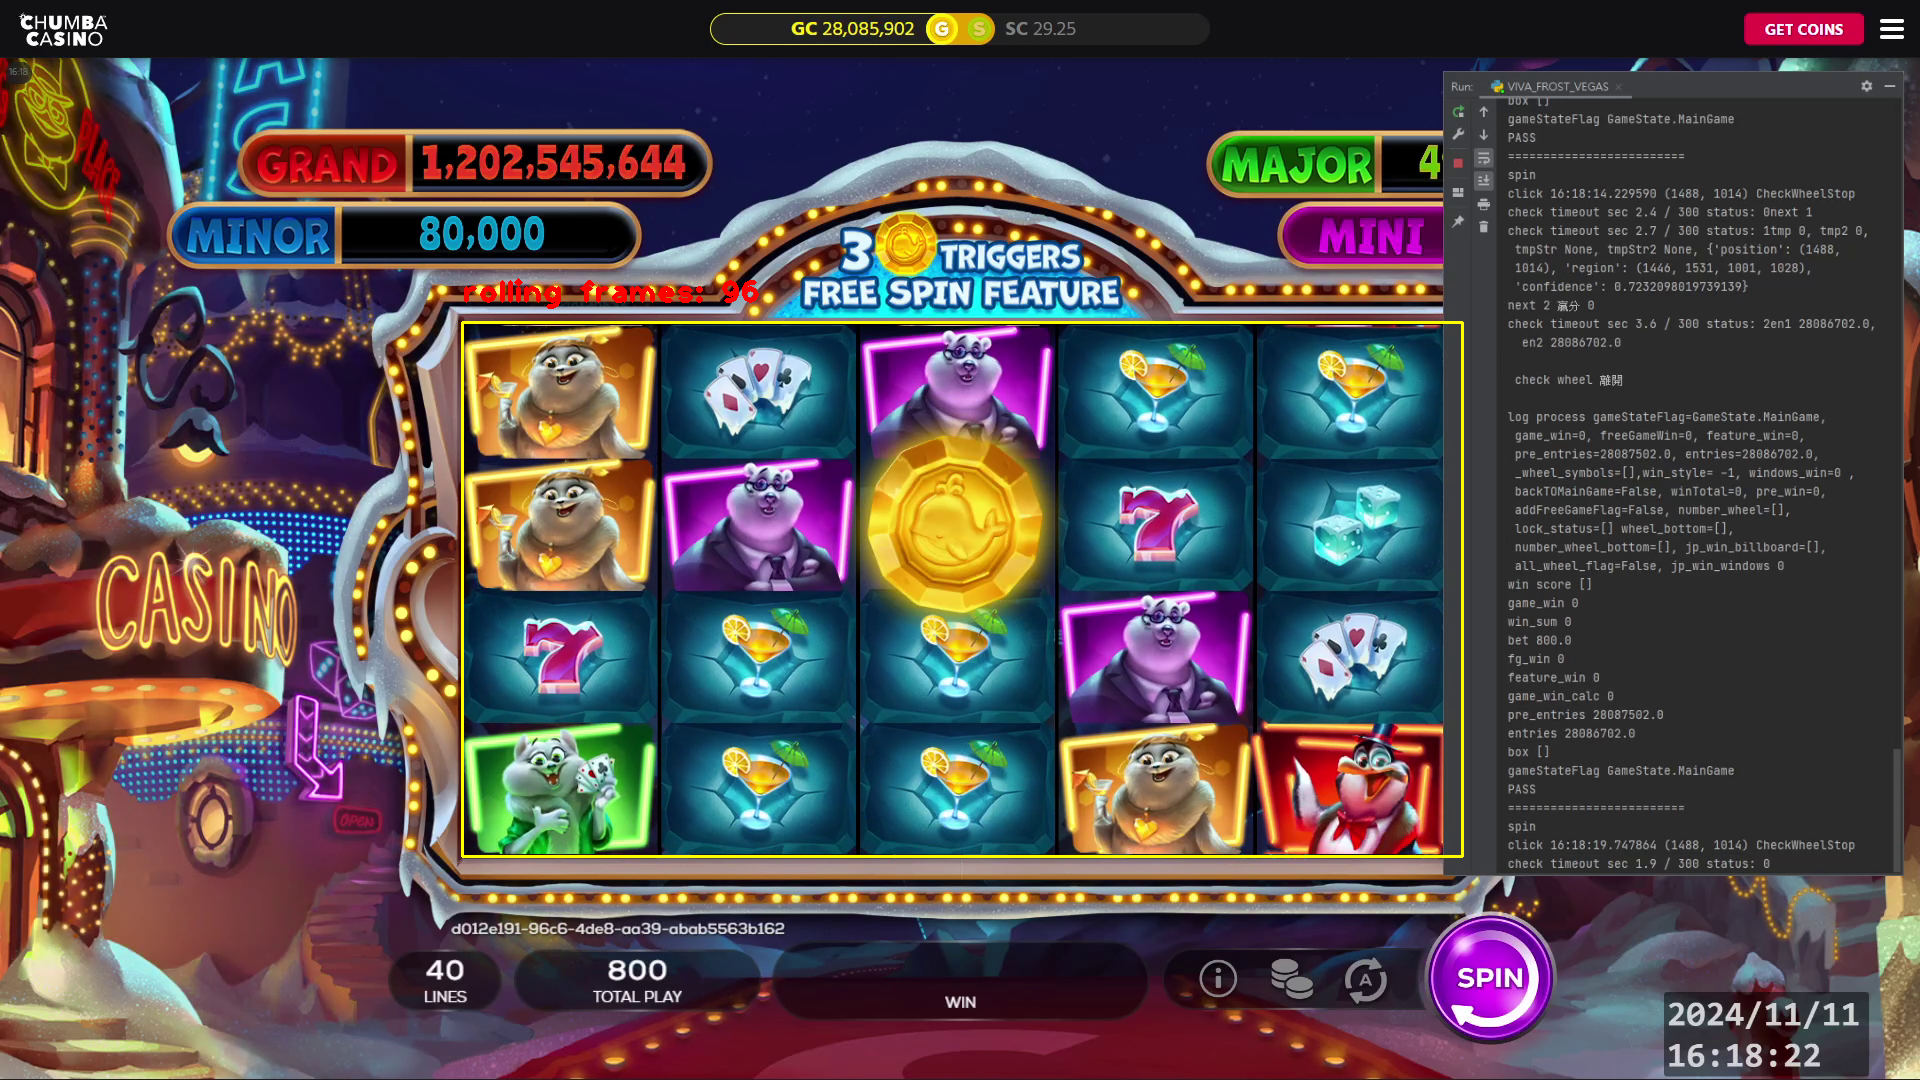 CHUMBA
CASINO
GC 28,085,902
G
S
SC 29.25
GET COINS
16:18
PLACE
GRAND
1,202,545,644
MAJOR
4
MINOR
80,000
MINI
3 TRIGGERS
FREE SPIN FEATURE
rolling frames: 96
7
7
CASINO
OPEN
d012e191-96c6-4de8-aa39-abab5563b162
40
LINES
800
TOTAL PLAY
WIN
A
SPIN
2024/11/11
16:18:22
Run:
VIVA_FROST_VEGAS
box []
gameStateFlag GameState.MainGame
PASS
=========================
spin
click 16:18:14.229590 (1488, 1014) CheckWheelStop
check timeout sec 2.4 / 300 status: 0next 1
check timeout sec 2.7 / 300 status: 1tmp 0, tmp2 0,
tmpStr None, tmpStr2 None, {'position': (1488,
1014), 'region': (1446, 1531, 1001, 1028),
'confidence': 0.7232098019739139}
next 2 贏分 0
check timeout sec 3.6 / 300 status: 2en1 28086702.0,
en2 28086702.0
check wheel 離開
log process gameStateFlag=GameState.MainGame,
game_win=0, freeGameWin=0, feature_win=0,
pre_entries=28087502.0, entries=28086702.0,
_wheel_symbols=[],win_style= -1, windows_win=0 ,
backTOMainGame=False, winTotal=0, pre_win=0,
addFreeGameFlag=False, number_wheel=[],
lock_status=[] wheel_bottom=[],
number_wheel_bottom=[], jp_win_billboard=[],
all_wheel_flag=False, jp_win_windows 0
win score []
game_win 0
win_sum 0
bet 800.0
fg_win 0
feature_win 0
game_win_calc 0
pre_entries 28087502.0
entries 28086702.0
box []
gameStateFlag GameState.MainGame
PASS
=========================
spin
click 16:18:19.747864 (1488, 1014) CheckWheelStop
check timeout sec 1.9 / 300 status: 0